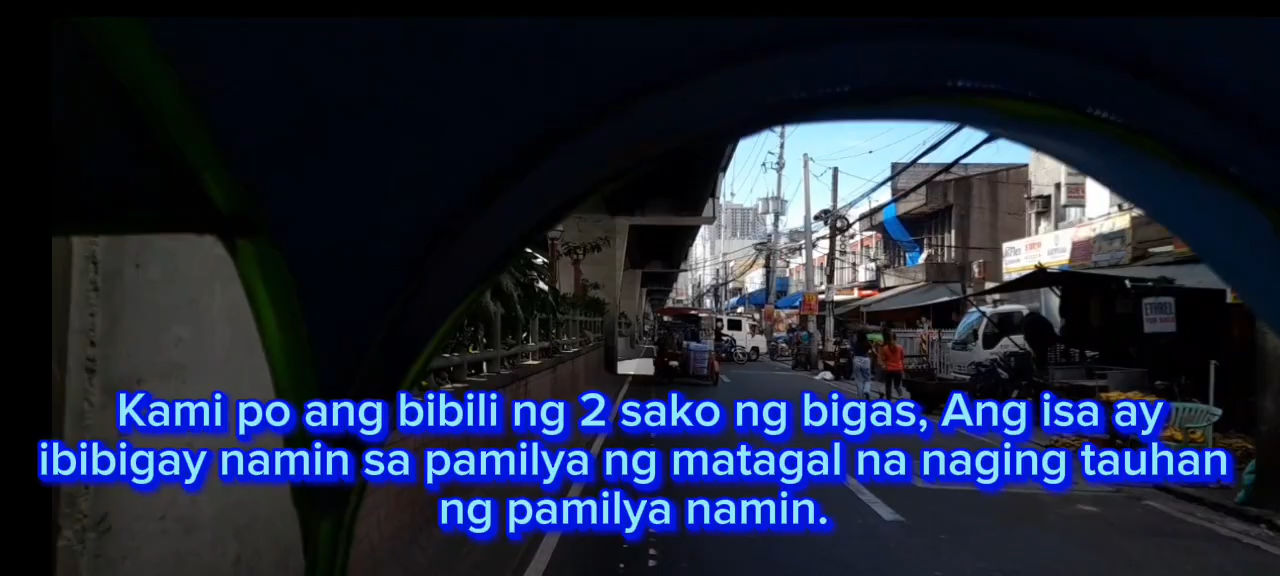 Kami po ang bibili ng 2 sako ng bigas, Ang isa ay
ibibigay namin sa pamilya ng matagal na naging tauhan
ng pamilya namin.